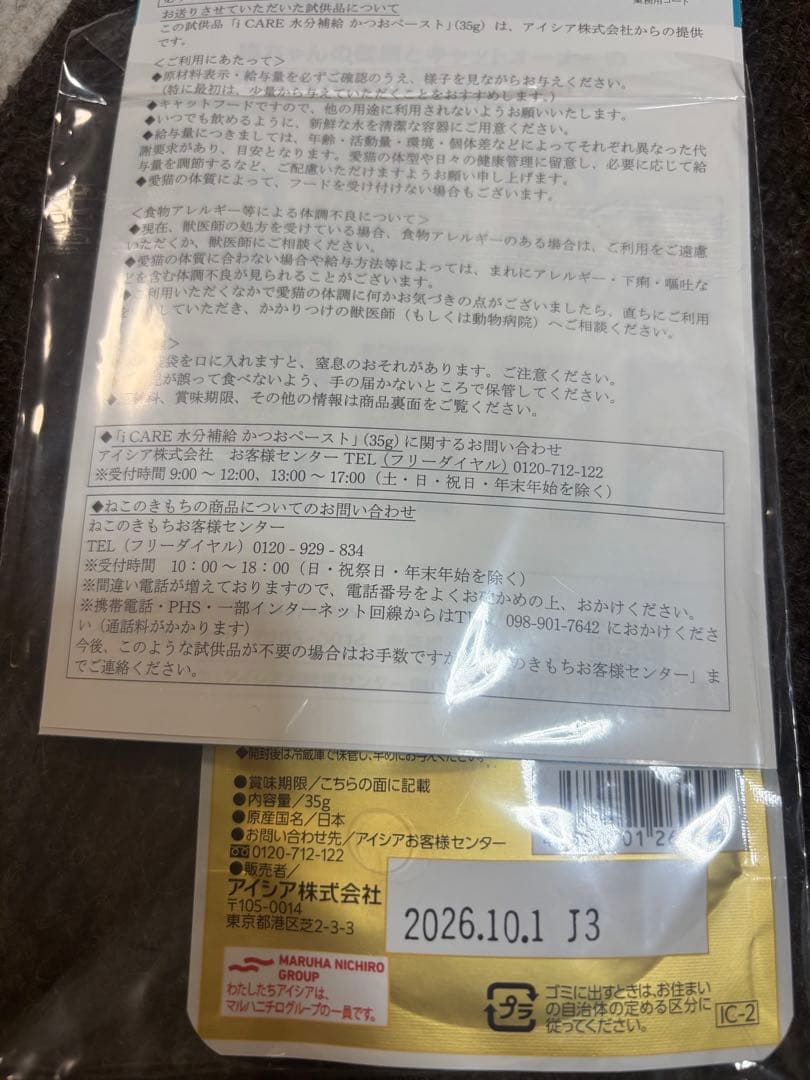 業務用コード
お送りさせていただいた試供品について
この試供品「i CARE 水分補給 かつおペースト」(35g) は、アイシア株式会社からの提供
です。
＜ご利用にあたって＞
◆原材料表示・給与量を必ずご確認のうえ、様子を見ながらお与えください。
(特に最初は、少量から与えていただくことをおすすめします。)
◆キャットフードですので、他の用途に利用されないようお願いいたします。
◆いつでも飲めるように、新鮮な水を清潔な容器にご用意ください。
◆給与量につきましては、年齢・活動量・環境・個体差などによってそれぞれ異なった代
謝要求があり、目安となります。愛猫の体型や日々の健康管理に留意し、必要に応じて給
与量を調節するなど、ご配慮いただけますようお願い申し上げます。
◆愛猫の体質によって、フードを受け付けない場合もございます。
＜食物アレルギー等による体調不良について＞
◆現在、獣医師の処方を受けている場合、食物アレルギーのある場合は、ご利用をご遠慮
いただくか、獣医師にご相談ください。
◆愛猫の体質に合わない場合や給与方法等によっては、まれにアレルギー・下痢・嘔吐な
どを含む体調不良が見られることがございます。
◆ご利用いただくなかで愛猫の体調に何かお気づきの点がございましたら、直ちにご利用
を していただき、かかりつけの獣医師（もしくは動物病院）へご相談ください。
＞
袋を口に入れますと、窒息のおそれがあります。ご注意ください。
が誤って食べないよう、手の届かないところで保管してください。
、賞味期限、その他の情報は商品裏面をご覧ください。
◆「i CARE 水分補給 かつおペースト」(35g) に関するお問い合わせ
アイシア株式会社 お客様センター TEL (フリーダイヤル) 0120-712-122
※受付時間 9:00 ～ 12:00、13:00 ～ 17:00（土・日・祝日・年末年始を除く）
◆ねこのきもちの商品についてのお問い合わせ
ねこのきもちお客様センター
TEL（フリーダイヤル）0120 - 929 - 834
※受付時間 10：00 ～ 18：00（日・祝祭日・年末年始を除く）
※間違い電話が増えておりますので、電話番号をよくお確かめの上、おかけください。
※携帯電話・PHS・一部インターネット回線からは 098-901-7642 におかけくださ
い（通話料がかかります）
今後、このような試供品が不要の場合はお手数ですが のきもちお客様センター」ま
でご連絡ください。
◆開封後は冷蔵庫で保管し、早めにお与えください。
●賞味期限/こちらの面に記載
●内容量/35g
●原産国名/日本
●お問い合わせ先/アイシアお客様センター
0120-712-122
●販売者/
アイシア株式会社
〒105-0014
東京都港区芝2-3-3
2026.10.1 J3
MARUHA NICHIRO
GROUP
わたしたちアイシアは、
マルハニチログループの一員です。
プラ
ゴミに出すときは、お住まい
の自治体の定める区分に
従ってください。
IC-2